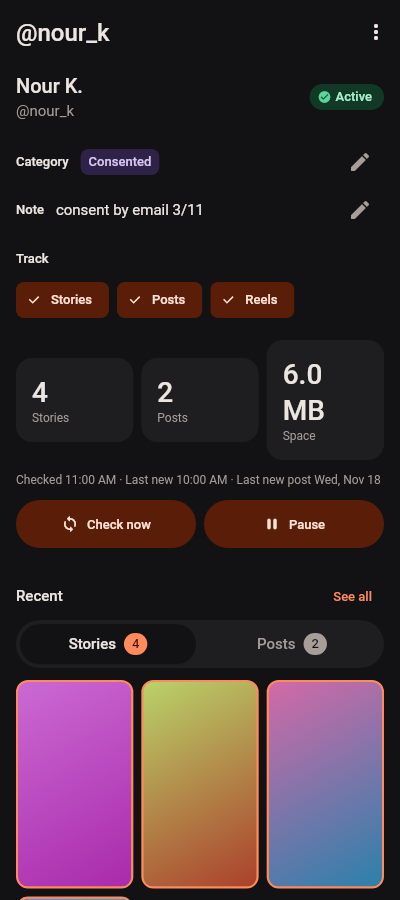 @nour_k
Nour K.
@nour_k
Active
Category Consented
Note consent by email 3/11
Track
Stories Posts Reels
4
Stories
2
Posts
6.0
MB
Space
Checked 11:00 AM · Last new 10:00 AM · Last new post Wed, Nov 18
Check now Pause
Recent See all
Stories 4 Posts 2